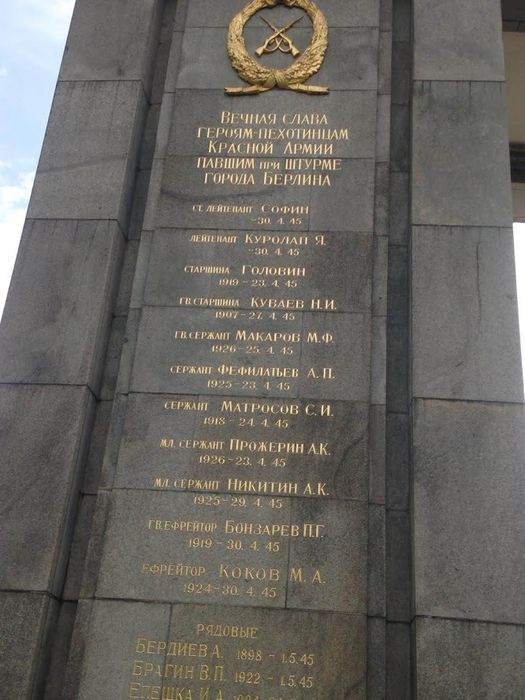 Вечная слава
героям-пехотинцам
Красной Армии
павшим при штурме
города Берлина
ст. лейтенант Софин
-30. 4. 45
лейтенант Куролап Я.
-30. 4. 45
старшина Головин
1919-23. 4. 45
гв. старшина Куваев Н.И.
1907-27. 4. 45
гв. сержант Макаров М.Ф.
1926-25. 4. 45
сержант Фефилатьев А. П.
1925-23. 4. 45
сержант Матросов С. И.
1918-24. 4. 45
мл. сержант Прожерин А.К.
1926-23. 4. 45
мл. сержант Никитин А.К.
1925-29. 4. 45
гв. ефрейтор Бонзарев П.Г.
1919-30. 4. 45
ефрейтор Коков М. А.
1924-30. 4. 45
рядовые
Бердиев А. 1898 - 1.5.45
Брагин В.П. 1922 - 1.5.45
Елешка И.А.